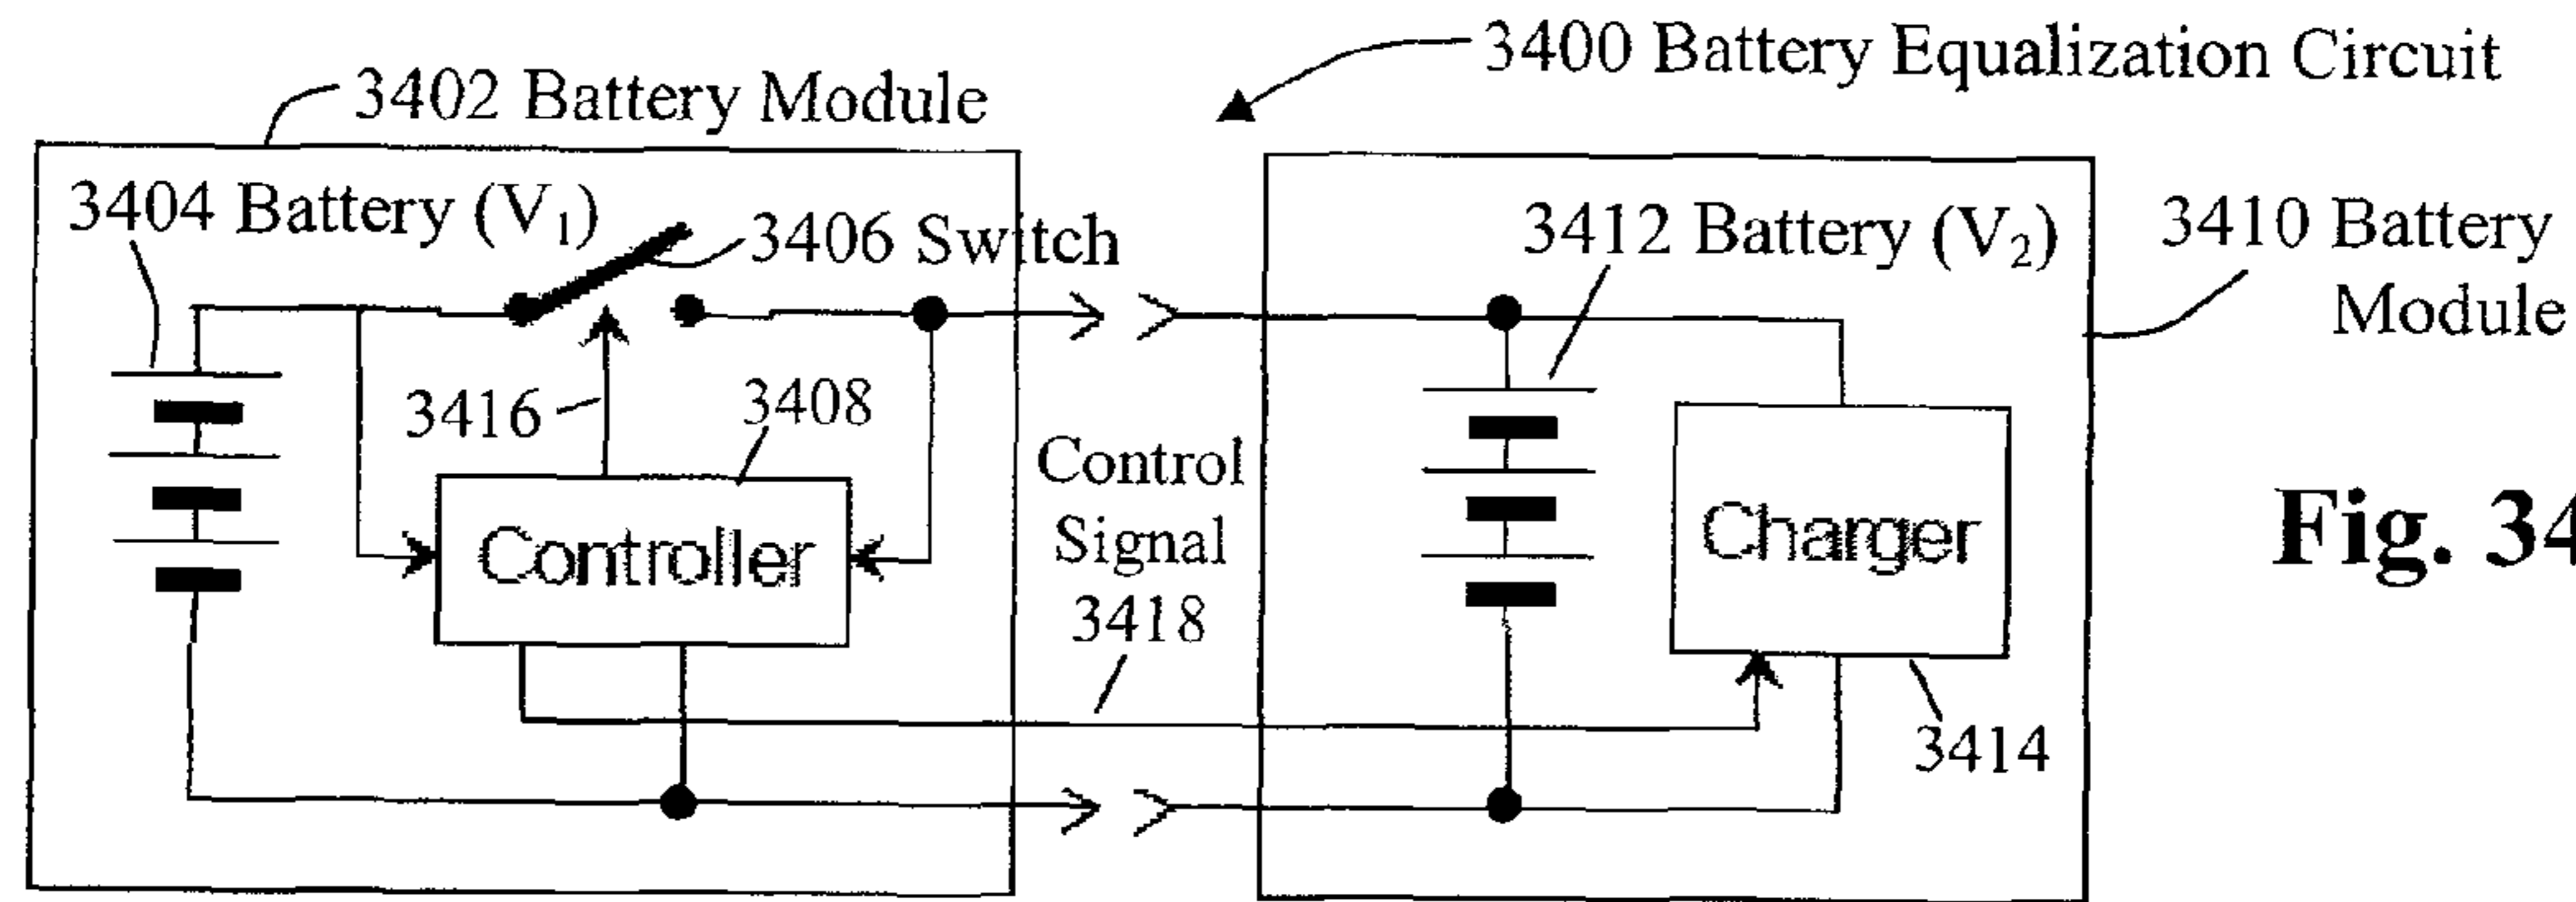 3400 Battery Equalization Circuit
3402 Battery Module
3404 Battery (V₁)
3406 Switch
3412 Battery (V₂)
3410 Battery
Module
3416
3408
Controller
Control
Signal
3418
Charger
3414
Fig. 34